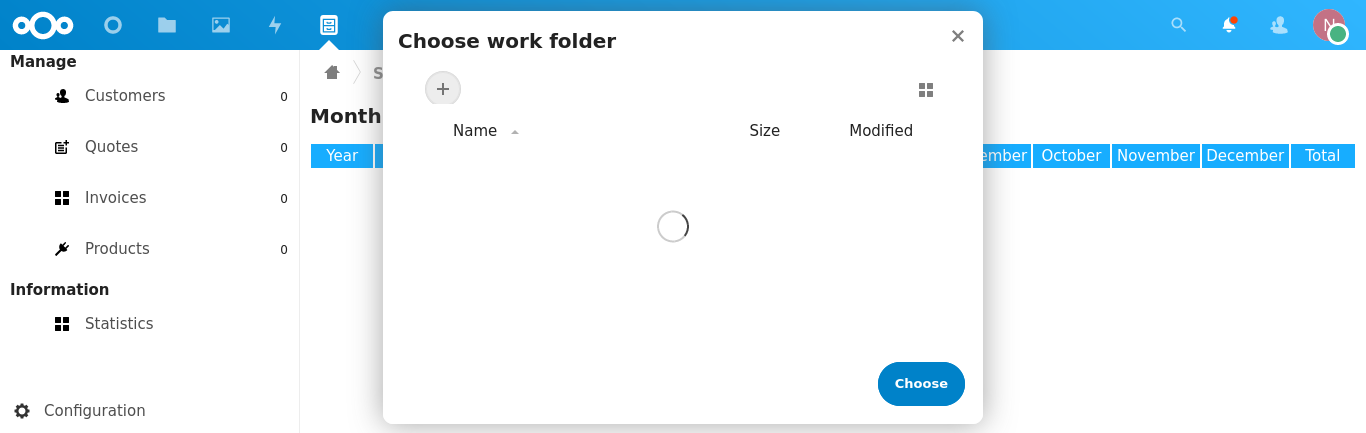 Manage
Customers 0
Quotes 0
Invoices 0
Products 0
Information
Statistics
Configuration
Month
Year
October November December Total
Choose work folder
Name Size Modified
Choose